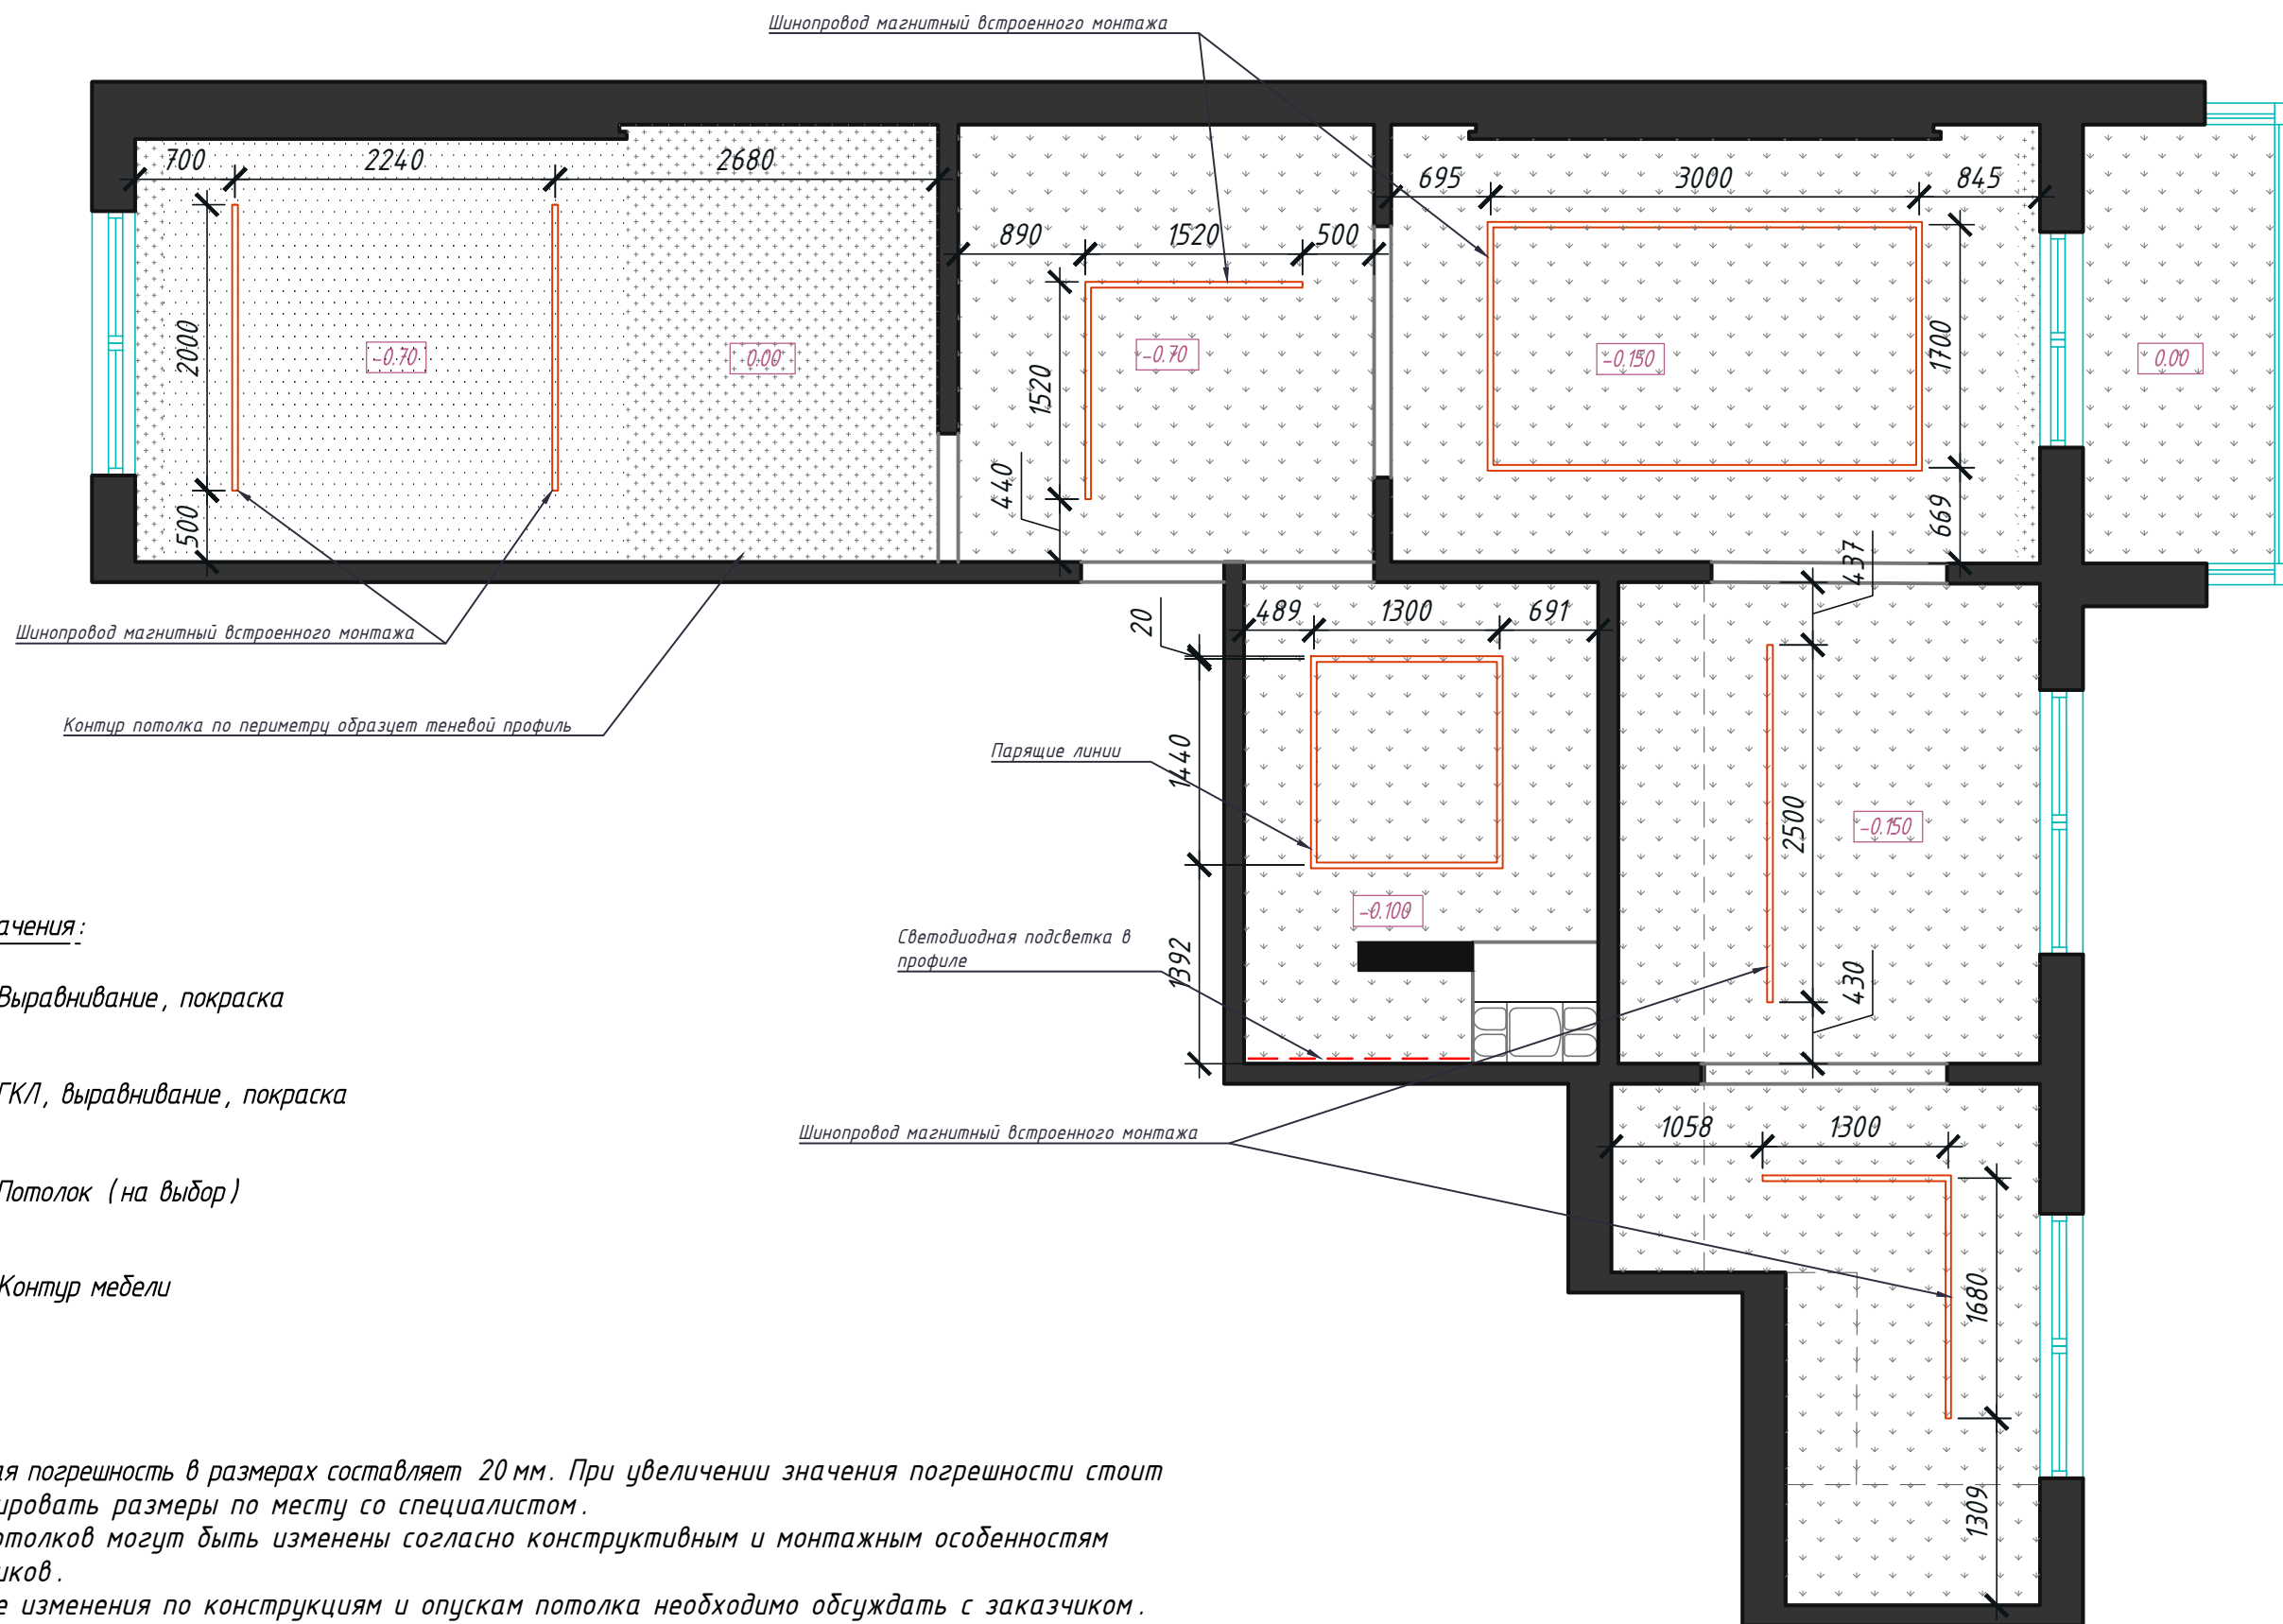 Шинопровод магнитный встроенного монтажа
700
2240
2680
695
3000
845
890
1520
500
2000
-0.70
0.00
-0.70
1520
-0.150
1700
0.00
440
500
669
437
489
1300
691
20
Шинопровод магнитный встроенного монтажа
Контур потолка по периметру образует теневой профиль
Парящие линии
1440
2500
-0.150
-0.100
Светодиодная подсветка в
профиле
1392
430
ачения:
Выравнивание, покраска
ГКЛ, выравнивание, покраска
Потолок (на выбор)
Контур мебели
Шинопровод магнитный встроенного монтажа
1058
1300
1680
1309
ая погрешность в размерах составляет 20 мм. При увеличении значения погрешности стоит
ировать размеры по месту со специалистом.
отолков могут быть изменены согласно конструктивным и монтажным особенностям
иков.
е изменения по конструкциям и опускам потолка необходимо обсуждать с заказчиком.